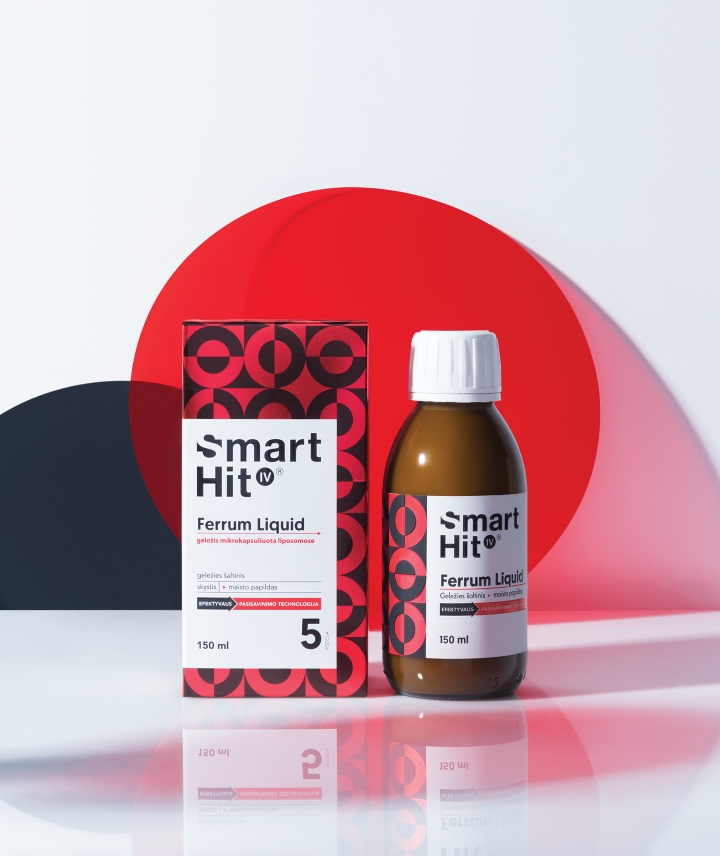 Smart
Hit IV ®
Ferrum Liquid
geležis mikrokapsuliuota liposomose
geležies šaltinis
skystis • maisto papildas
EFEKTYVAUS PASISAVINIMO TECHNOLOGIJA
150 ml
5
Smart
Hit IV ®
Ferrum Liquid
Geležies šaltinis • maisto papildas
EFEKTYVAUS PASISAVINIMO
150 ml